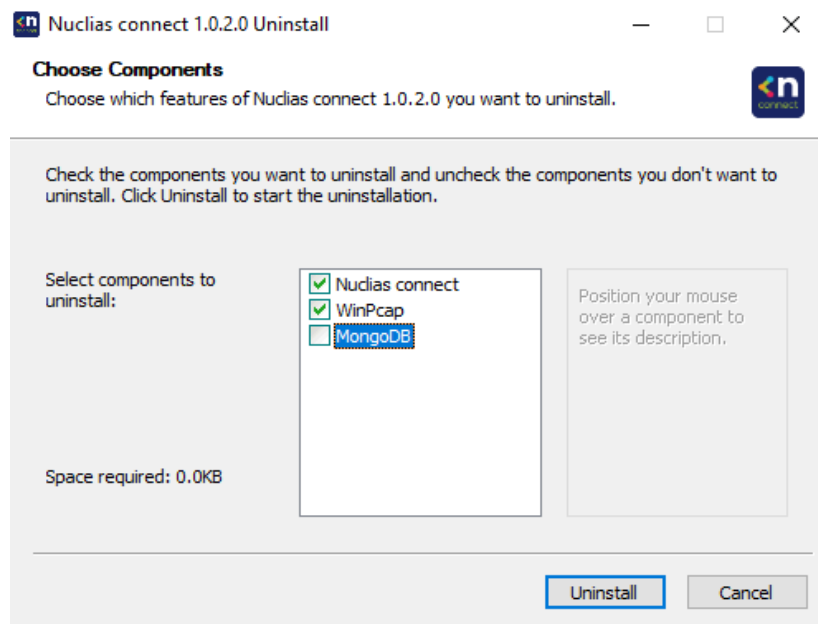 Nuclias connect 1.0.2.0 Uninstall
Choose Components
Choose which features of Nuclias connect 1.0.2.0 you want to uninstall.
n
connect
Check the components you want to uninstall and uncheck the components you don't want to
uninstall. Click Uninstall to start the uninstallation.
Select components to
uninstall:
Nuclias connect
WinPcap
MongoDB
Position your mouse
over a component to
see its description.
Space required: 0.0KB
Uninstall
Cancel